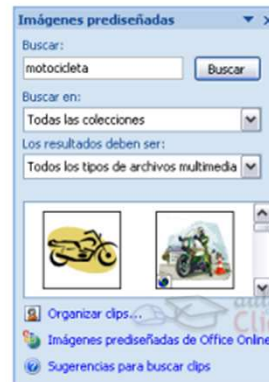 Imágenes prediseñadas
Buscar:
motocicleta
Buscar
Buscar en:
Todas las colecciones
Los resultados deben ser:
Todos los tipos de archivos multimedia
Organizar clips...
Imágenes prediseñadas de Office Online
Sugerencias para buscar clips